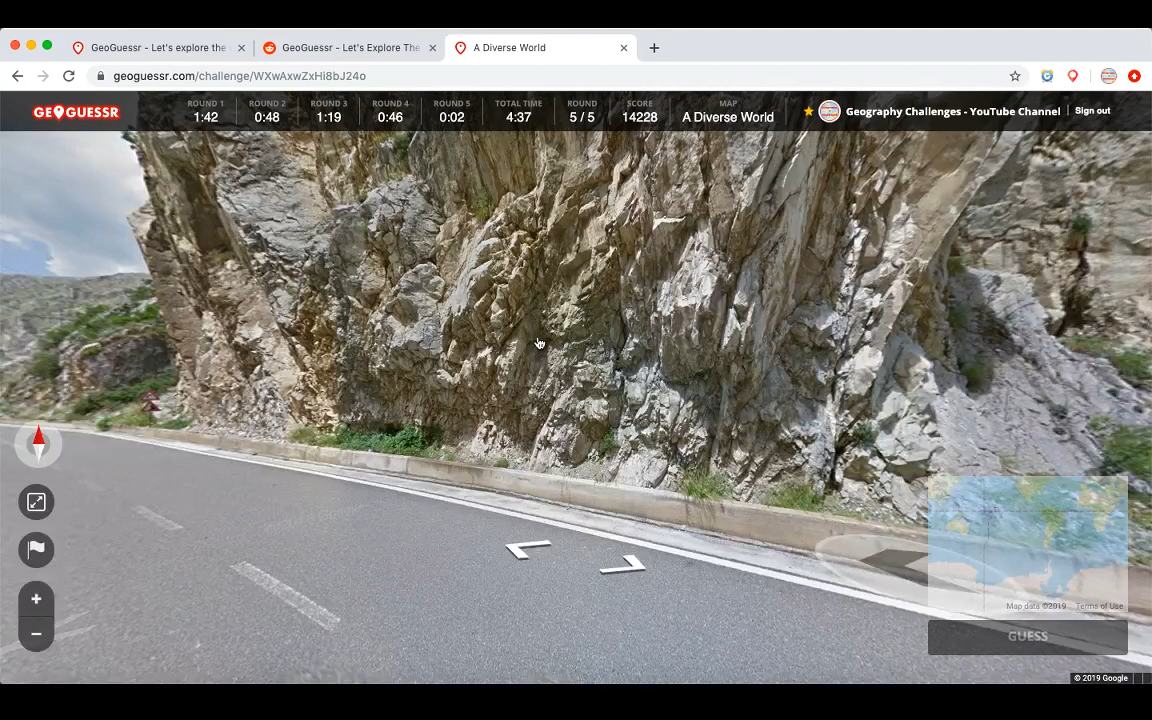 GeoGuessr - Let's explore the
GeoGuessr - Let's Explore The
A Diverse World
geoguessr.com/challenge/WXwAxwZxHi8bJ24o
GEOGUESSR
ROUND 1
1:42
ROUND 2
0:48
ROUND 3
1:19
ROUND 4
0:46
ROUND 5
0:02
TOTAL TIME
4:37
ROUND
5 / 5
SCORE
14228
MAP
A Diverse World
Geography Challenges - YouTube Channel
Sign out
Map data ©2019 Terms of Use
GUESS
© 2019 Google